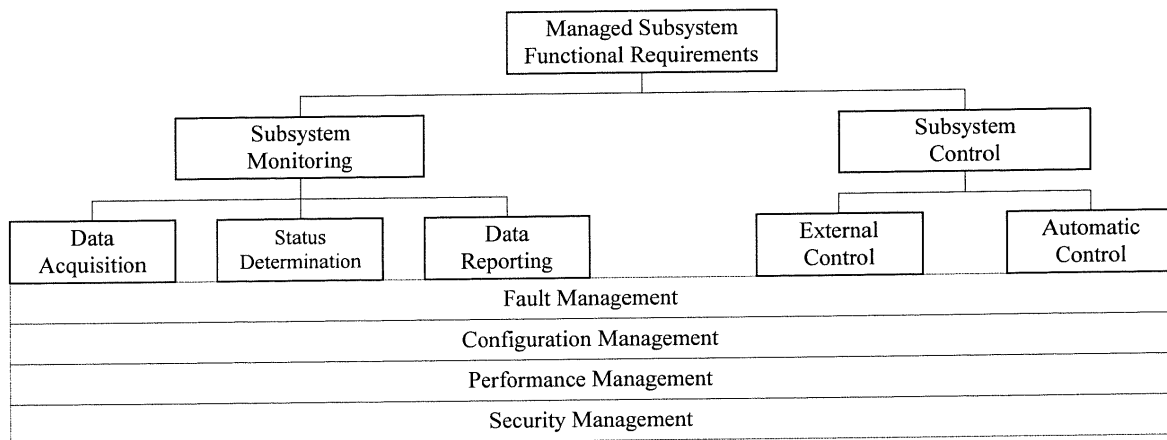 Managed Subsystem
Functional Requirements
Subsystem
Monitoring
Subsystem
Control
Data
Acquisition
Status
Determination
Data
Reporting
External
Control
Automatic
Control
Fault Management
Configuration Management
Performance Management
Security Management